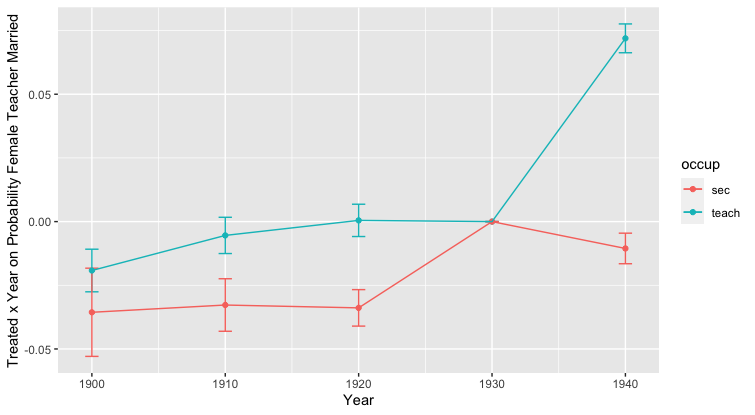 Treated x Year on Probability Female Teacher Married
0.05
0.00
-0.05
1900 1910 1920 1930 1940
Year
occup
sec
teach